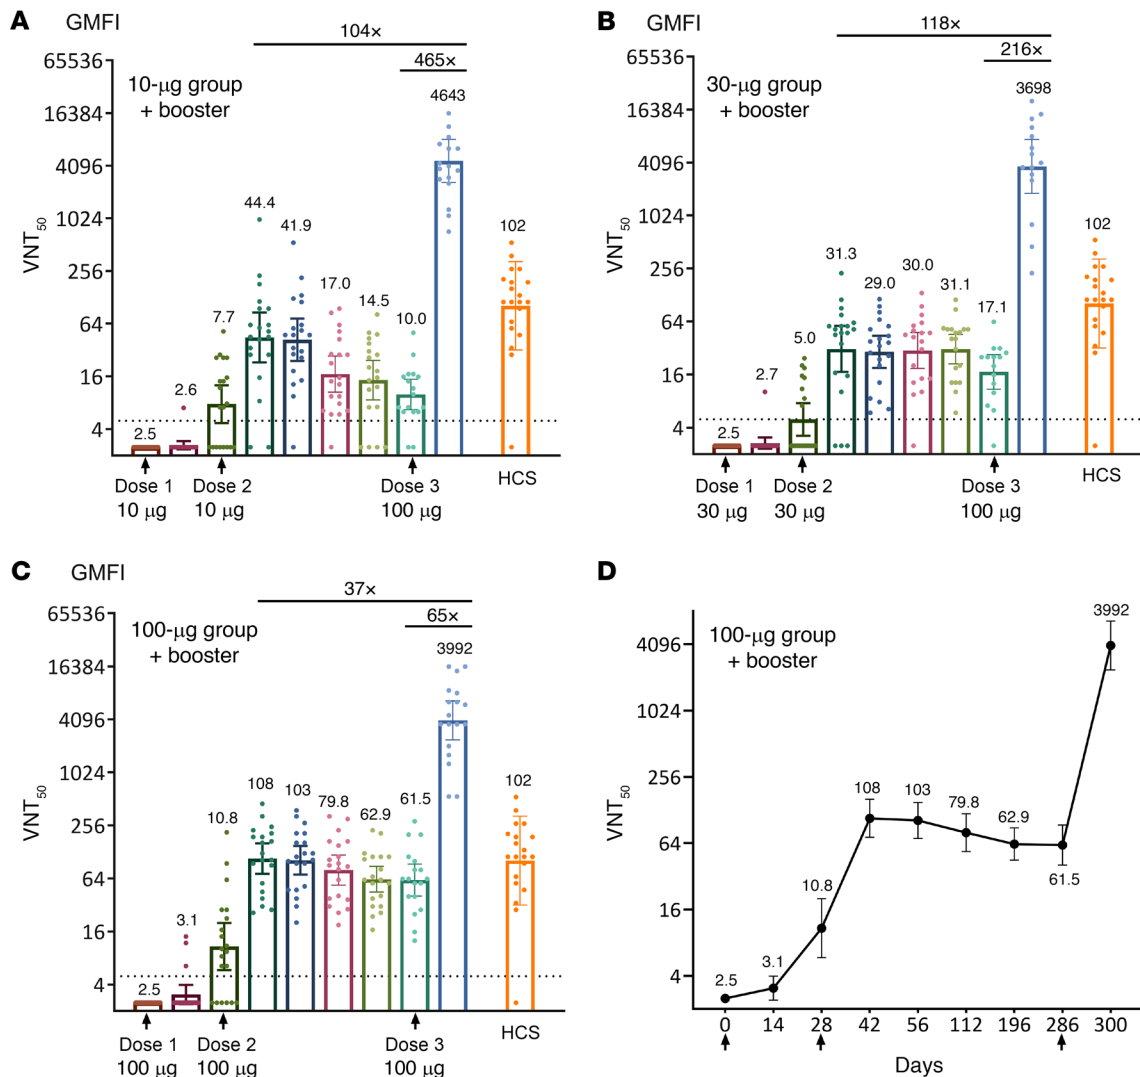 A
GMFI
104×
465×
65536
16384
4096
1024
256
64
16
4
VNT50
10-μg group
+ booster
2.5
2.6
7.7
44.4
41.9
17.0
14.5
10.0
4643
102
Dose 1
10 μg
Dose 2
10 μg
Dose 3
100 μg
HCS
B
GMFI
118×
216×
65536
16384
4096
1024
256
64
16
4
VNT50
30-μg group
+ booster
2.5
2.7
5.0
31.3
29.0
30.0
31.1
17.1
3698
102
Dose 1
30 μg
Dose 2
30 μg
Dose 3
100 μg
HCS
C
GMFI
37×
65×
65536
16384
4096
1024
256
64
16
4
VNT50
100-μg group
+ booster
2.5
3.1
10.8
108
103
79.8
62.9
61.5
3992
102
Dose 1
100 μg
Dose 2
100 μg
Dose 3
100 μg
HCS
D
4096
1024
256
64
16
4
VNT50
100-μg group
+ booster
2.5
3.1
10.8
108
103
79.8
62.9
61.5
3992
0 14 28 42 56 112 196 286 300
Days